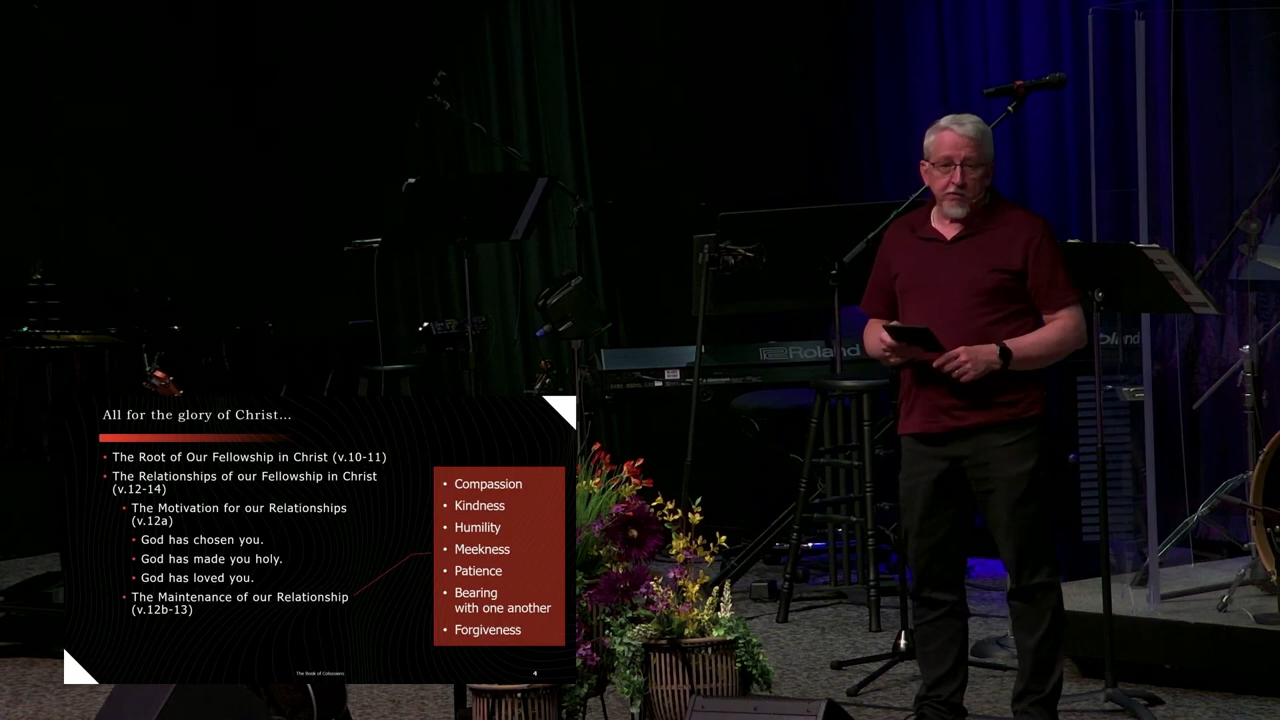 All for the glory of Christ...
• The Root of Our Fellowship in Christ (v.10-11)
• The Relationships of our Fellowship in Christ
(v.12-14)
• The Motivation for our Relationships
(v.12a)
• God has chosen you.
• God has made you holy.
• God has loved you.
• The Maintenance of our Relationship
(v.12b-13)
• Compassion
• Kindness
• Humility
• Meekness
• Patience
• Bearing
with one another
• Forgiveness
The Book of Colossians
4
Roland
oland